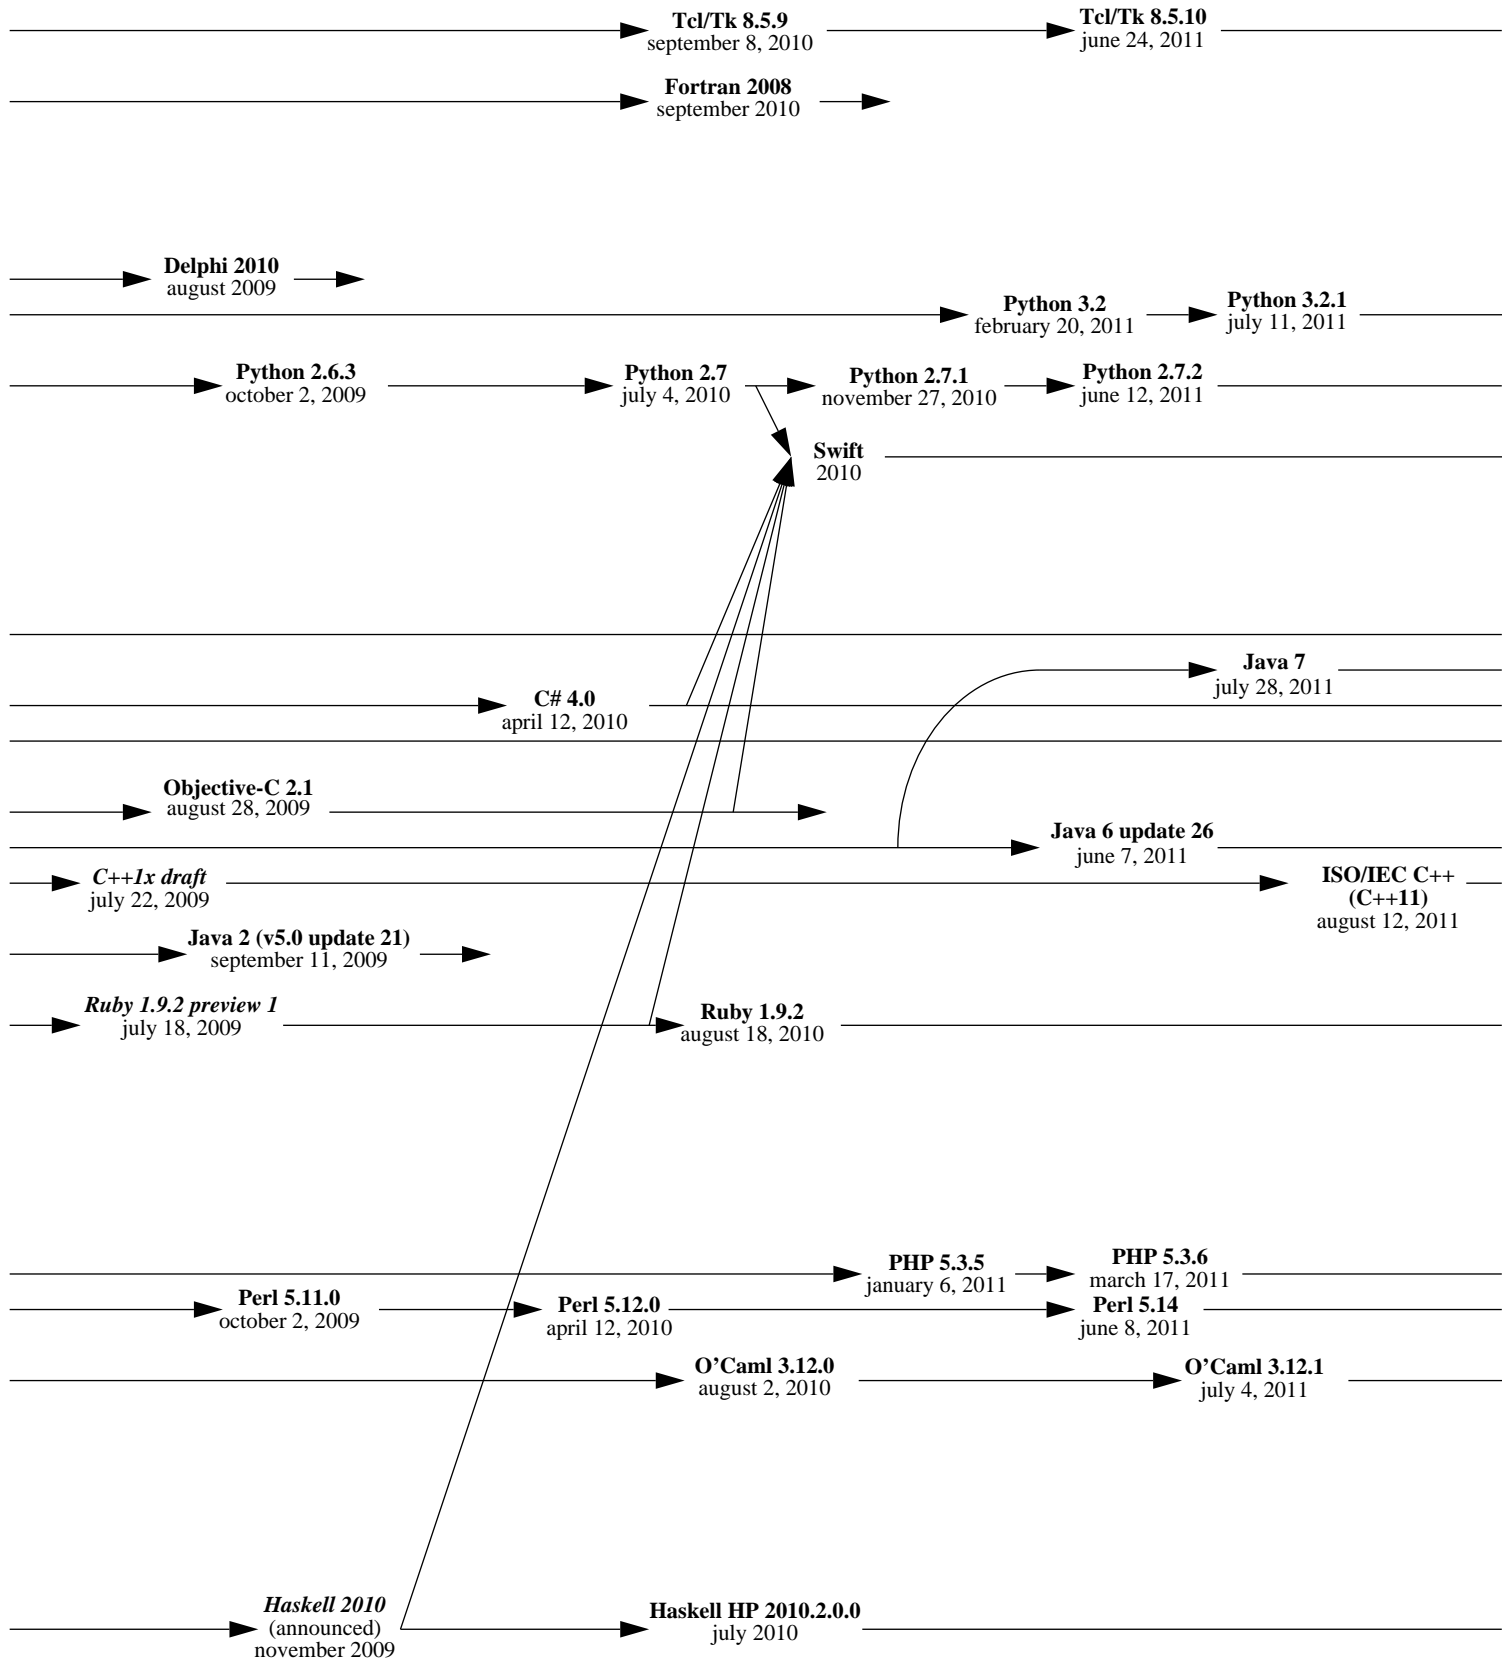 Tcl/Tk 8.5.9
september 8, 2010
Tcl/Tk 8.5.10
june 24, 2011
Fortran 2008
september 2010
Delphi 2010
august 2009
Python 3.2
february 20, 2011
Python 3.2.1
july 11, 2011
Python 2.6.3
october 2, 2009
Python 2.7
july 4, 2010
Python 2.7.1
november 27, 2010
Python 2.7.2
june 12, 2011
Swift
2010
Java 7
july 28, 2011
C# 4.0
april 12, 2010
Objective-C 2.1
august 28, 2009
Java 6 update 26
june 7, 2011
C++1x draft
july 22, 2009
ISO/IEC C++
(C++11)
august 12, 2011
Java 2 (v5.0 update 21)
september 11, 2009
Ruby 1.9.2 preview 1
july 18, 2009
Ruby 1.9.2
august 18, 2010
PHP 5.3.5
january 6, 2011
PHP 5.3.6
march 17, 2011
Perl 5.11.0
october 2, 2009
Perl 5.12.0
april 12, 2010
Perl 5.14
june 8, 2011
O’Caml 3.12.0
august 2, 2010
O’Caml 3.12.1
july 4, 2011
Haskell 2010
(announced)
november 2009
Haskell HP 2010.2.0.0
july 2010